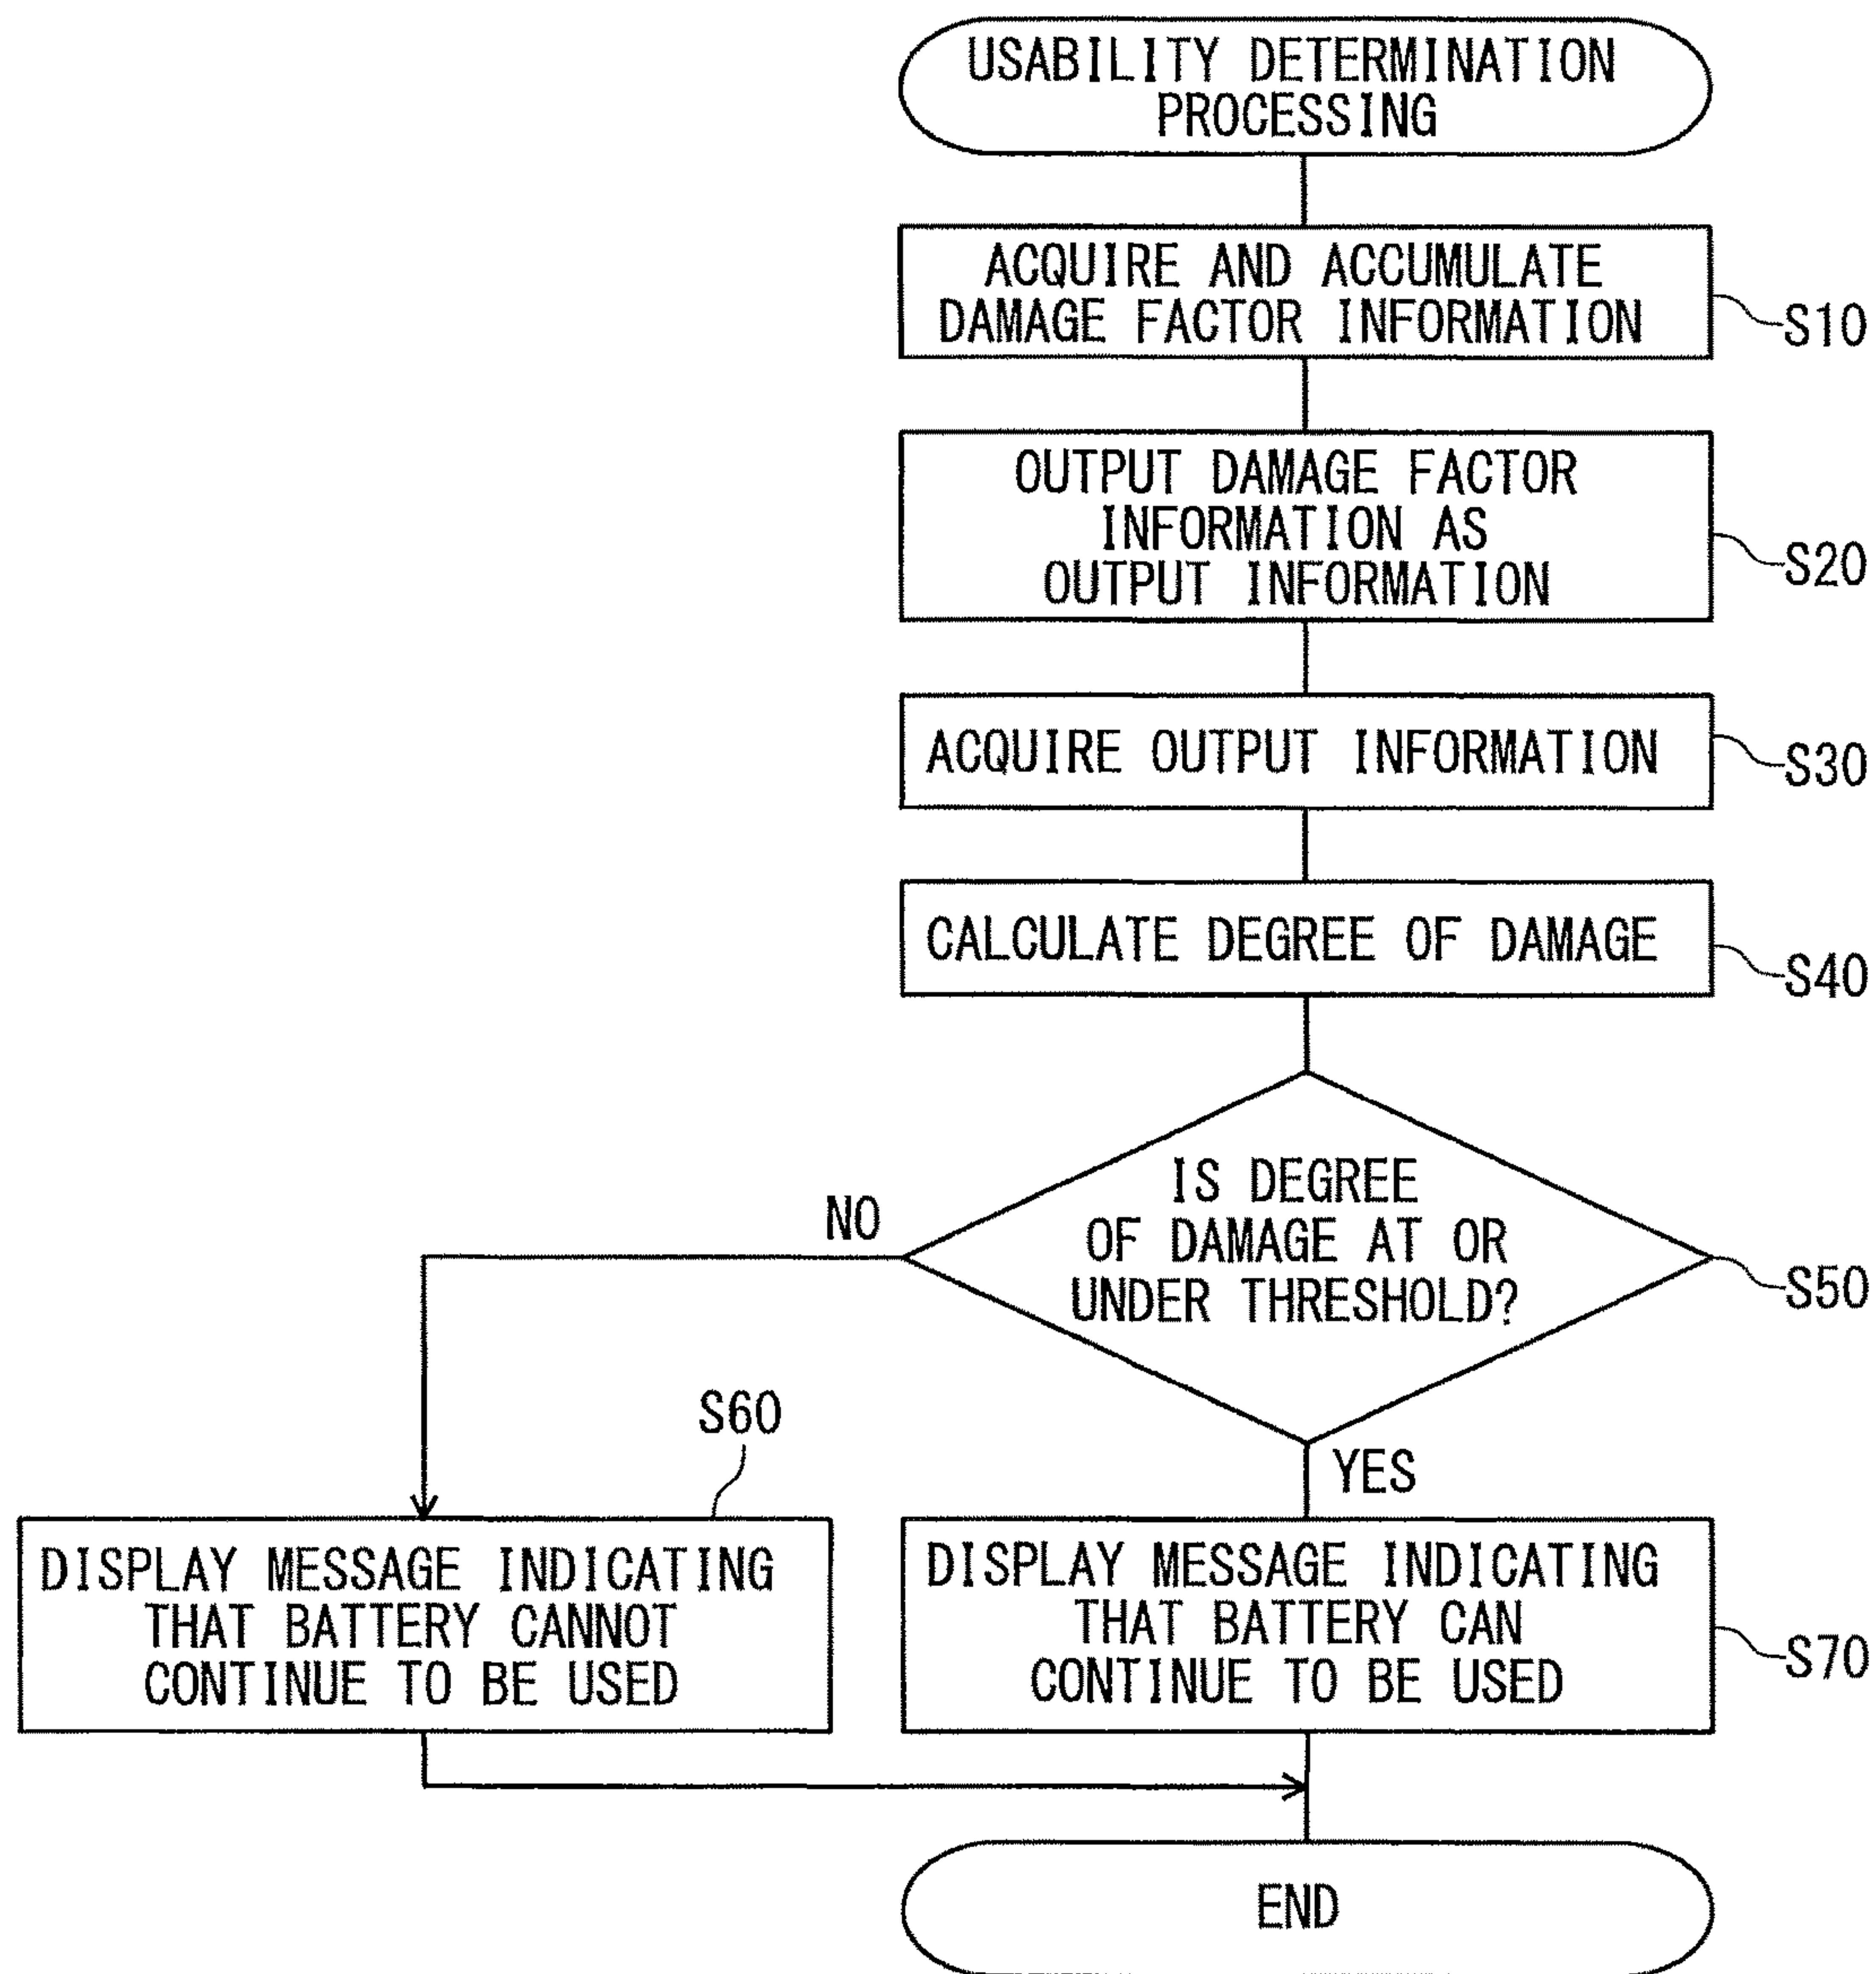 USABILITY DETERMINATION
PROCESSING
ACQUIRE AND ACCUMULATE
DAMAGE FACTOR INFORMATION
S10
OUTPUT DAMAGE FACTOR
INFORMATION AS
OUTPUT INFORMATION
S20
ACQUIRE OUTPUT INFORMATION
S30
CALCULATE DEGREE OF DAMAGE
S40
IS DEGREE
OF DAMAGE AT OR
UNDER THRESHOLD?
S50
NO
YES
S60
DISPLAY MESSAGE INDICATING
THAT BATTERY CANNOT
CONTINUE TO BE USED
DISPLAY MESSAGE INDICATING
THAT BATTERY CAN
CONTINUE TO BE USED
S70
END